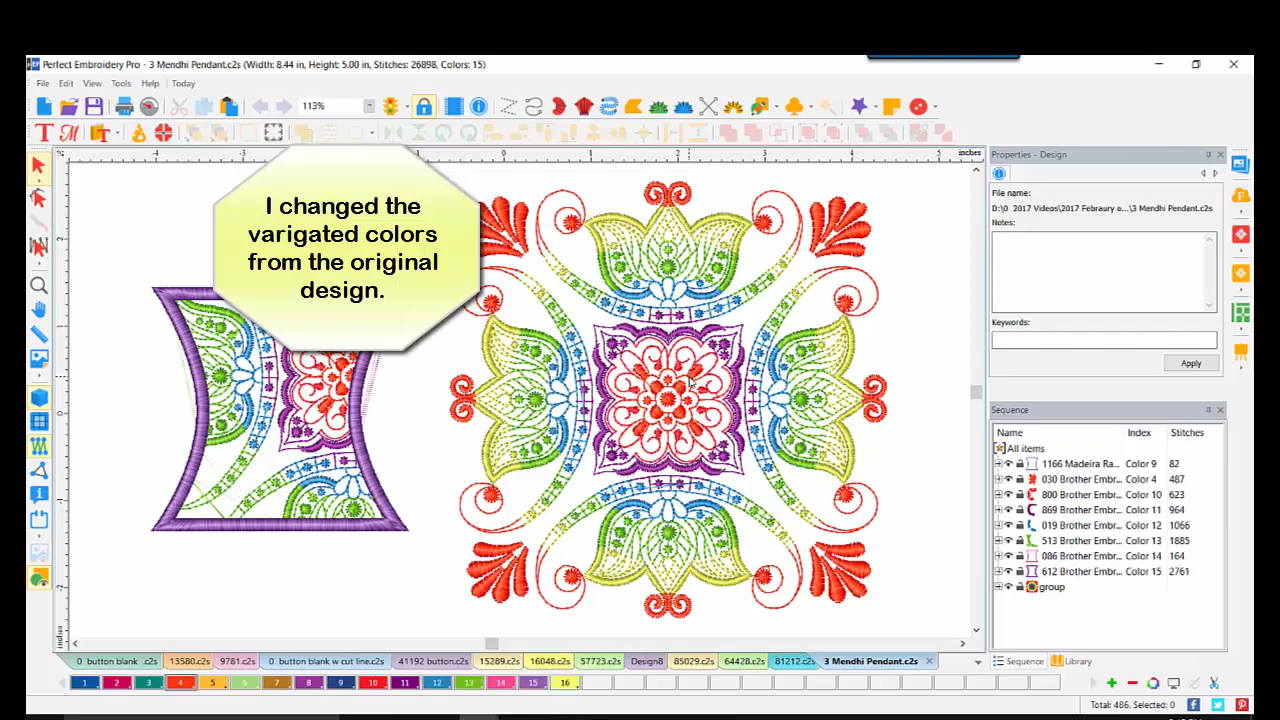 Perfect Embroidery Pro - 3 Mendhi Pendant.c2s (Width: 8.44 in, Height: 5.00 in, Stitches: 26898, Colors: 15)
File Edit View Tools Help Today
113%
inches
Properties - Design
File name:
D:\0 2017 Videos\2017 Febraury o...\3 Mendhi Pendant.c2s
Notes:
Keywords:
Apply
I changed the
varigated colors
from the original
design.
Sequence
Name Index Stitches
All items
1166 Madeira Ra... Color 9 82
030 Brother Embr... Color 4 487
800 Brother Embr... Color 10 623
869 Brother Embr... Color 11 964
019 Brother Embr... Color 12 1066
513 Brother Embr... Color 13 1885
086 Brother Embr... Color 14 164
612 Brother Embr... Color 15 2761
group
inches
0 button blank .c2s 13580.c2s 9781.c2s 0 button blank w cut line.c2s 41192 button.c2s 15289.c2s 16048.c2s 57723.c2s Design8 85029.c2s 64428.c2s 81212.c2s 3 Mendhi Pendant.c2s
Sequence Library
1 2 3 4 5 6 7 8 9 10 11 12 13 14 15 16
Total: 486, Selected: 0